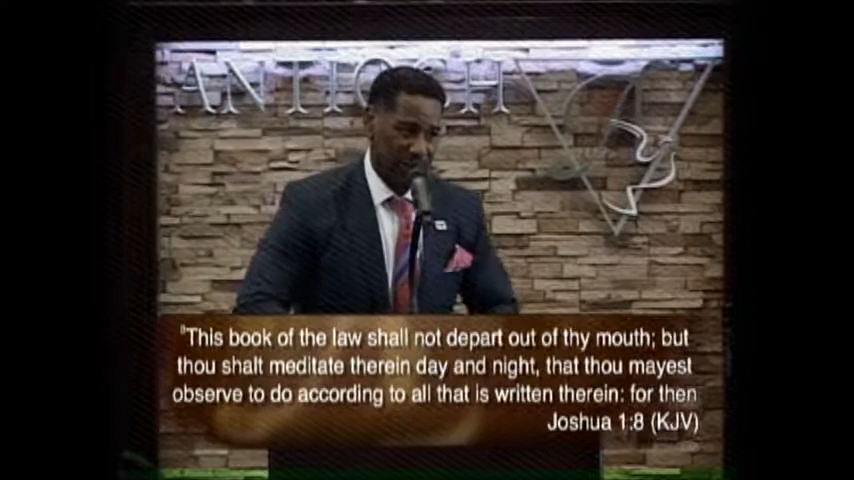 ANTIOCH
⁸This book of the law shall not depart out of thy mouth; but
thou shalt meditate therein day and night, that thou mayest
observe to do according to all that is written therein: for then
Joshua 1:8 (KJV)